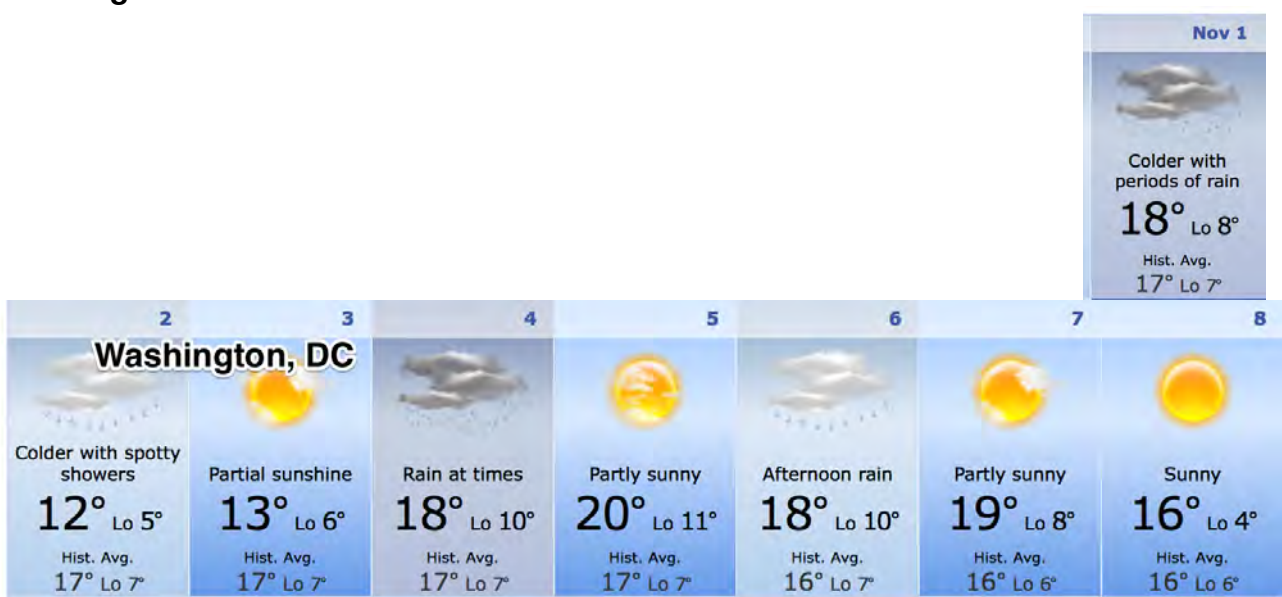 g
Nov 1
Colder with
periods of rain
18° Lo 8°
Hist. Avg.
17° Lo 7°
2 3 4 5 6 7 8
Washington, DC
Colder with spotty
showers
Partial sunshine
Rain at times
Partly sunny
Afternoon rain
Partly sunny
Sunny
12° Lo 5°
13° Lo 6°
18° Lo 10°
20° Lo 11°
18° Lo 10°
19° Lo 8°
16° Lo 4°
Hist. Avg.
Hist. Avg.
Hist. Avg.
Hist. Avg.
Hist. Avg.
Hist. Avg.
Hist. Avg.
17° Lo 7°
17° Lo 7°
17° Lo 7°
17° Lo 7°
16° Lo 7°
16° Lo 6°
16° Lo 6°